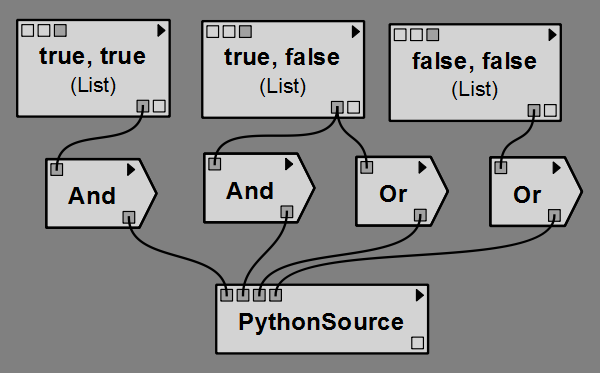 true, true
(List)
true, false
(List)
false, false
(List)
And
And
Or
Or
PythonSource